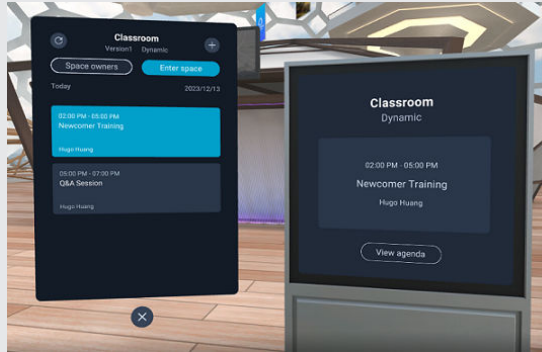 Classroom
Version1 Dynamic
Space owners
Enter space
Today
2023/12/13
02:00 PM - 05:00 PM
Newcomer Training
Hugo Huang
05:00 PM - 07:00 PM
Q&A Session
Hugo Huang
Classroom
Dynamic
02:00 PM - 05:00 PM
Newcomer Training
Hugo Huang
View agenda